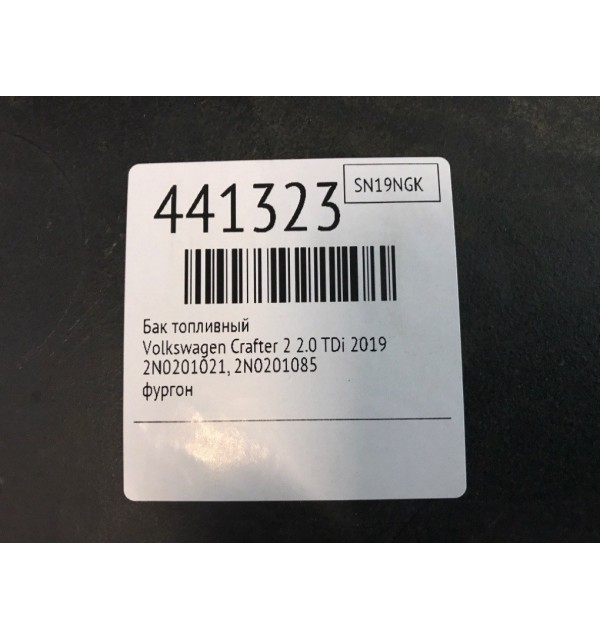 441323
SN19NGK
Бак топливный
Volkswagen Crafter 2 2.0 TDi 2019
2N0201021, 2N0201085
фургон